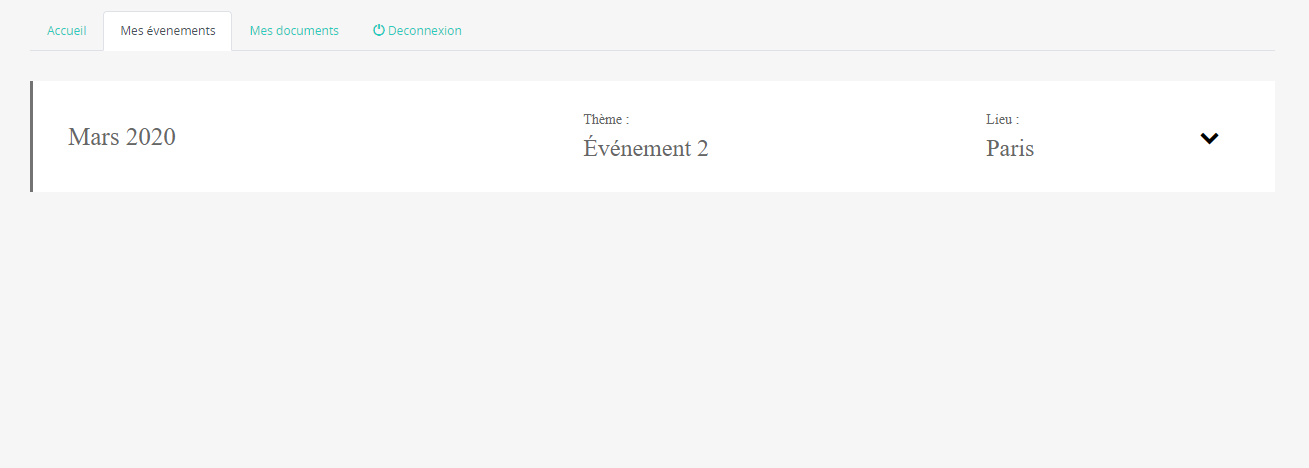 Accueil Mes évenements Mes documents Deconnexion
Mars 2020
Thème :
Événement 2
Lieu :
Paris